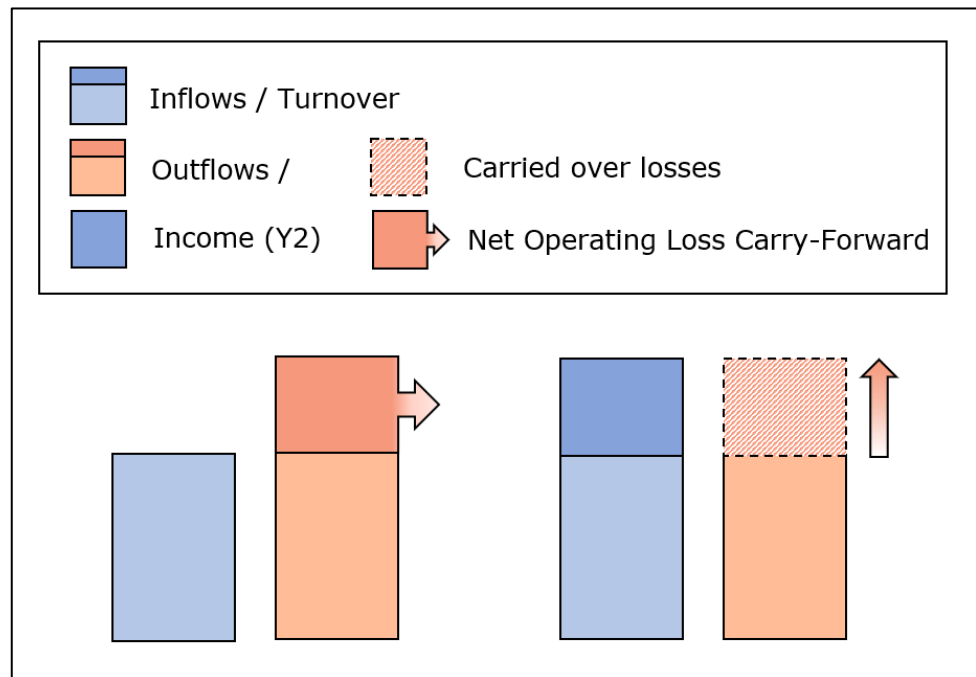 Inflows / Turnover
Outflows /
Carried over losses
Income (Y2)
Net Operating Loss Carry-Forward